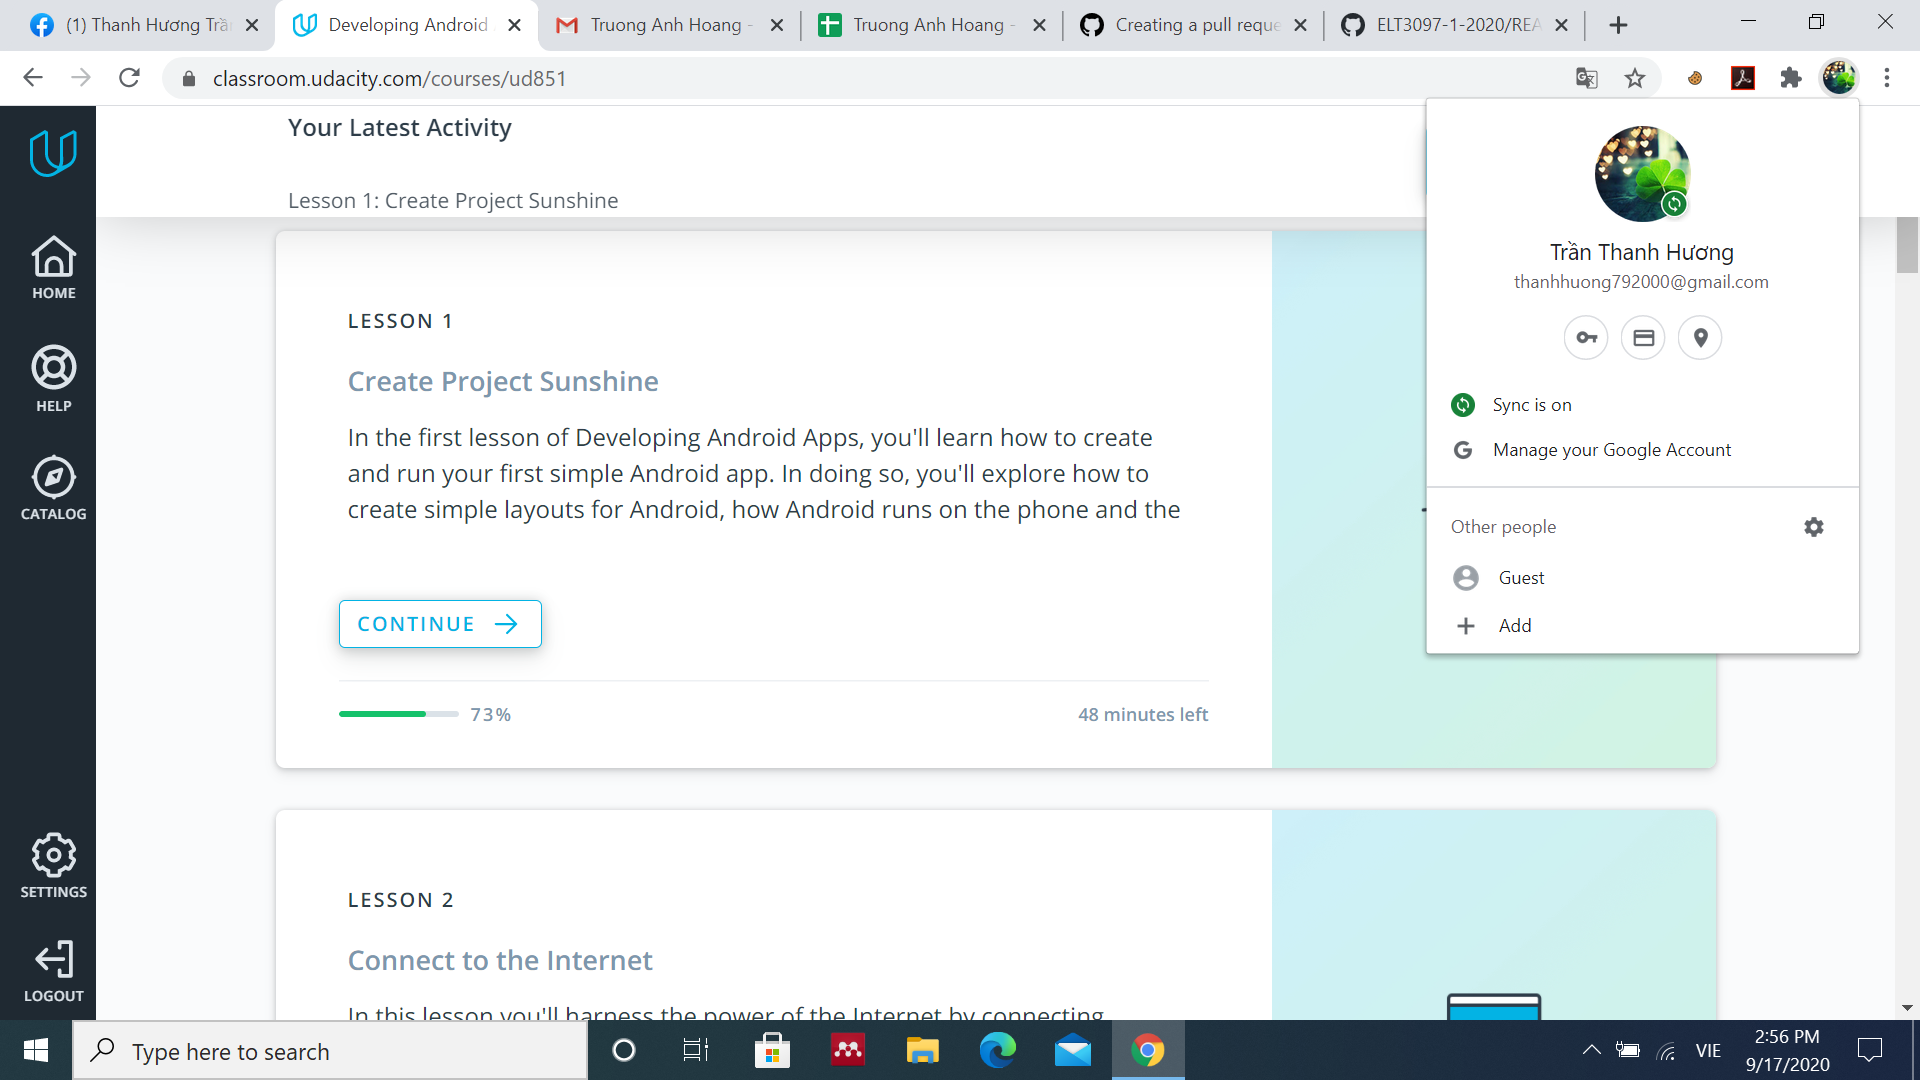 (1) Thanh Hương Trầ
Developing Android
Truong Anh Hoang -
Truong Anh Hoang -
Creating a pull reque
ELT3097-1-2020/REA
classroom.udacity.com/courses/ud851
Your Latest Activity
Lesson 1: Create Project Sunshine
HOME
HELP
CATALOG
SETTINGS
LOGOUT
LESSON 1
Create Project Sunshine
In the first lesson of Developing Android Apps, you'll learn how to create
and run your first simple Android app. In doing so, you'll explore how to
create simple layouts for Android, how Android runs on the phone and the
CONTINUE
73%
48 minutes left
LESSON 2
Connect to the Internet
In this lesson you'll harness the power of the Internet by connecting
Trần Thanh Hương
thanhhuong792000@gmail.com
Sync is on
Manage your Google Account
Other people
Guest
Add
Type here to search
VIE
2:56 PM
9/17/2020